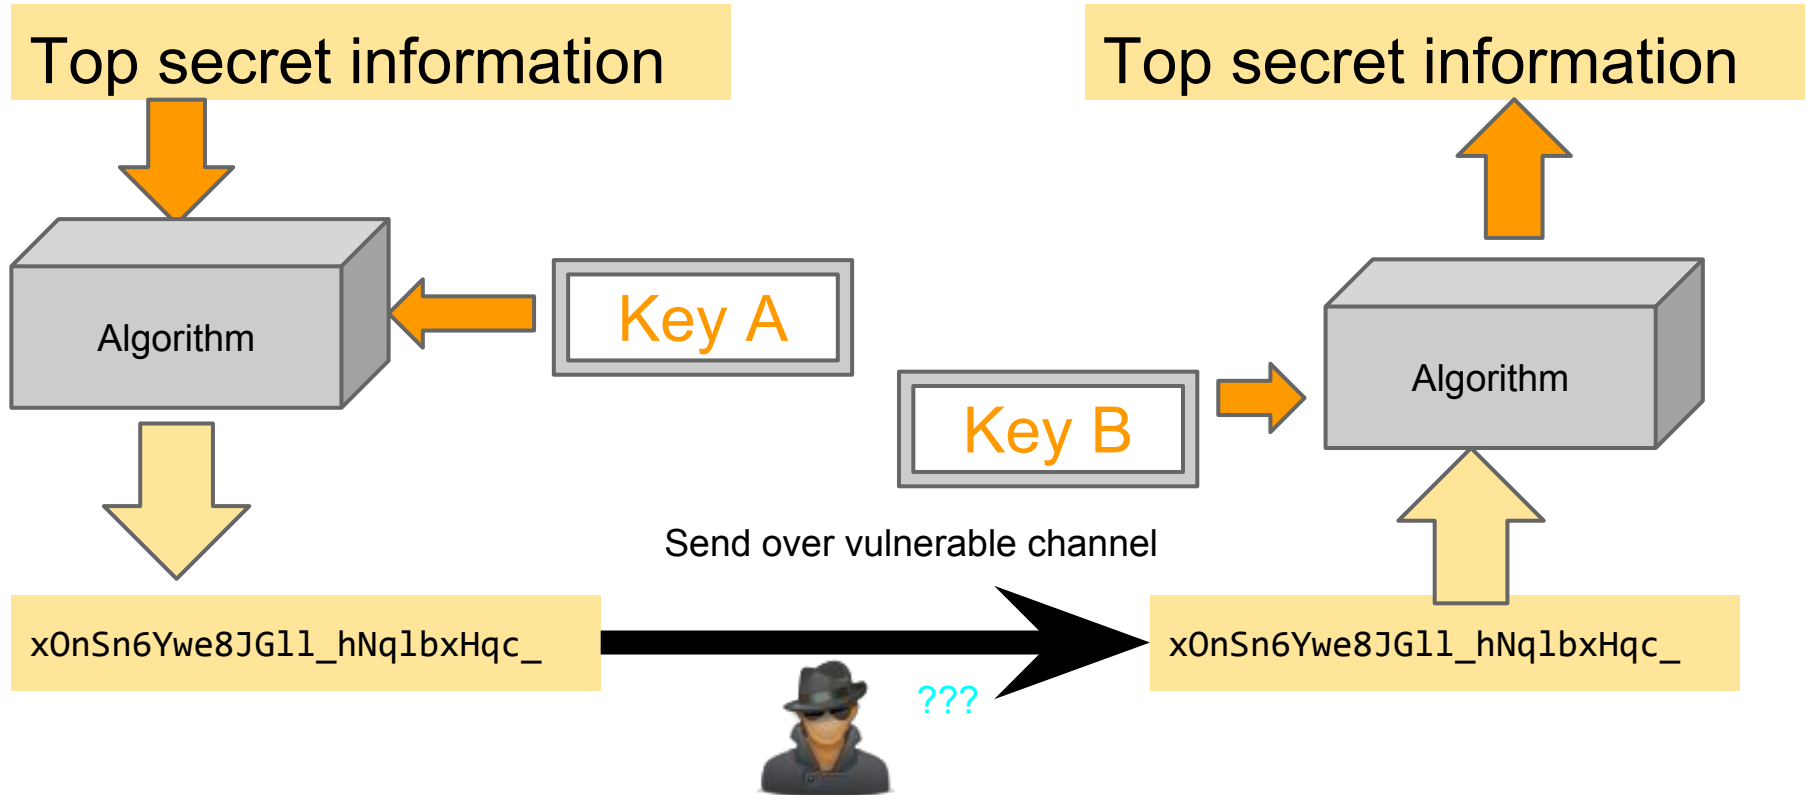 Top secret information
Top secret information
Algorithm
Key A
Key B
Algorithm
Send over vulnerable channel
xOnSn6Ywe8JGll_hNqlbxHqc_
xOnSn6Ywe8JGll_hNqlbxHqc_
???